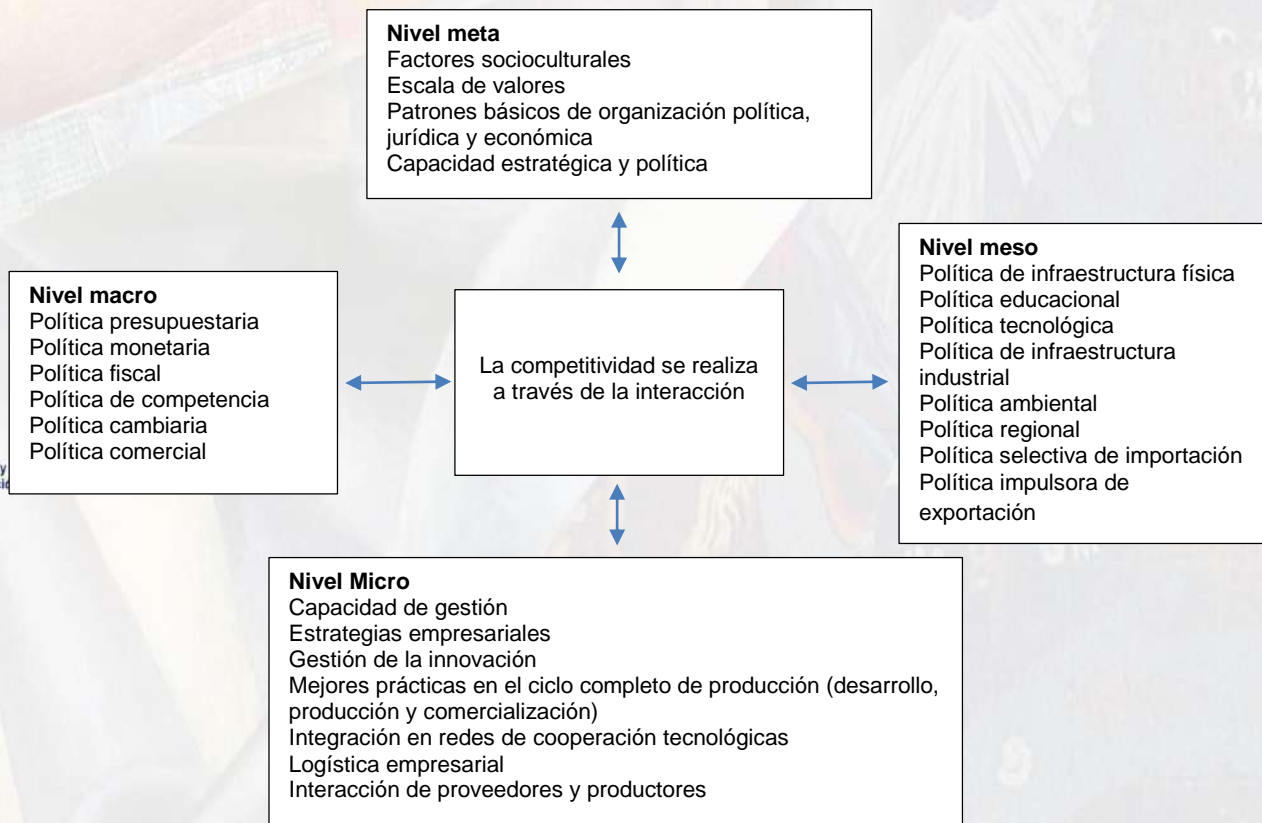 Nivel meta
Factores socioculturales
Escala de valores
Patrones básicos de organización política,
jurídica y económica
Capacidad estratégica y política
Nivel macro
Política presupuestaria
Política monetaria
Política fiscal
Política de competencia
Política cambiaria
Política comercial
La competitividad se realiza
a través de la interacción
Nivel meso
Política de infraestructura física
Política educacional
Política tecnológica
Política de infraestructura
industrial
Política ambiental
Política regional
Política selectiva de importación
Política impulsora de
exportación
y
Nivel Micro
Capacidad de gestión
Estrategias empresariales
Gestión de la innovación
Mejores prácticas en el ciclo completo de producción (desarrollo,
producción y comercialización)
Integración en redes de cooperación tecnológicas
Logística empresarial
Interacción de proveedores y productores